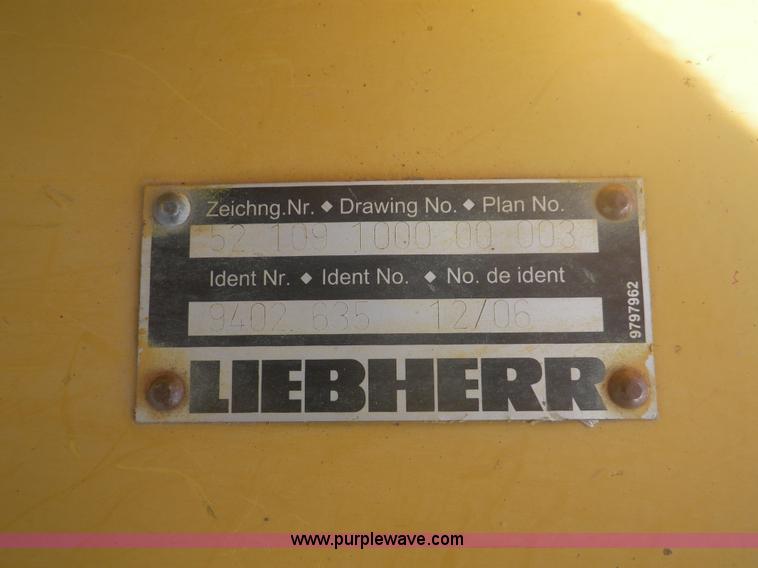 Zeichng.Nr. ◆ Drawing No. ◆ Plan No.
52 109 1000 00 003
Ident Nr. ◆ Ident No. ◆ No. de ident
9402 635 12/06
9797962
LIEBHERR
www.purplewave.com